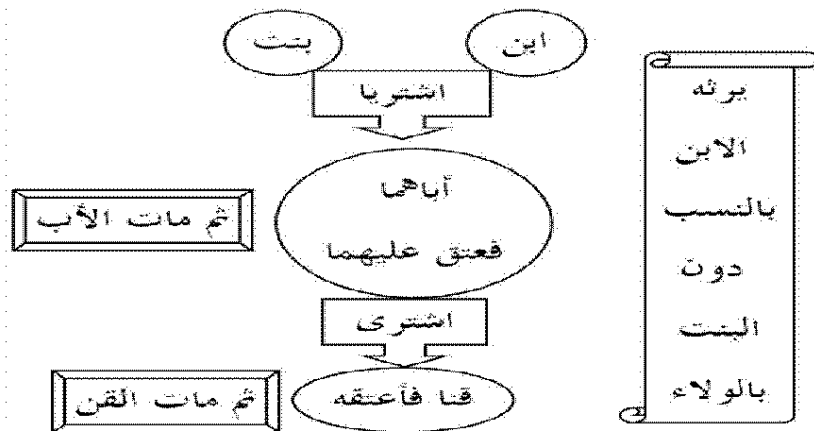 ابن
بنت
اشتريا
أباهما
فعتق عليهما
ثم مات الأب
اشترى
قنا فأعتقه
ثم مات القن
يرثه
الابن
بالنسب
دون
البنت
بالولاء